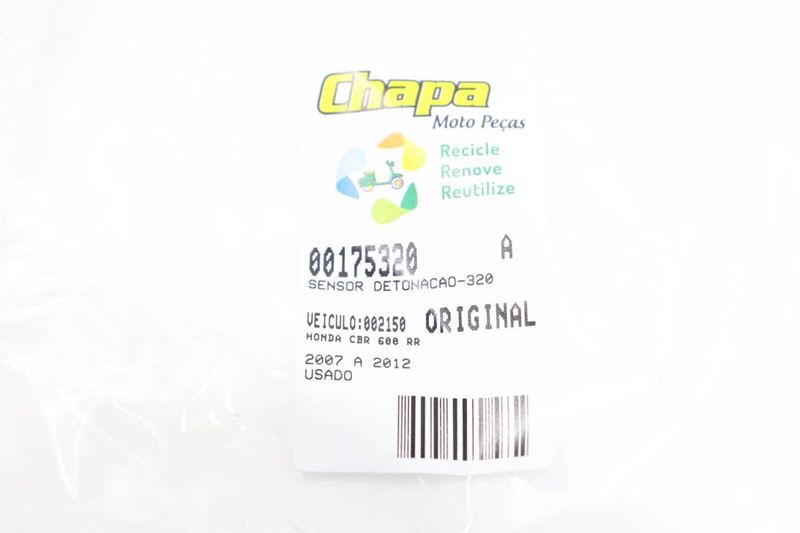 Chapa
Moto Peças
Recicle
Renove
Reutilize
00175320 A
SENSOR DETONACAO-320
VEICULO:002150 ORIGINAL
HONDA CBR 600 RR
2007 A 2012
USADO